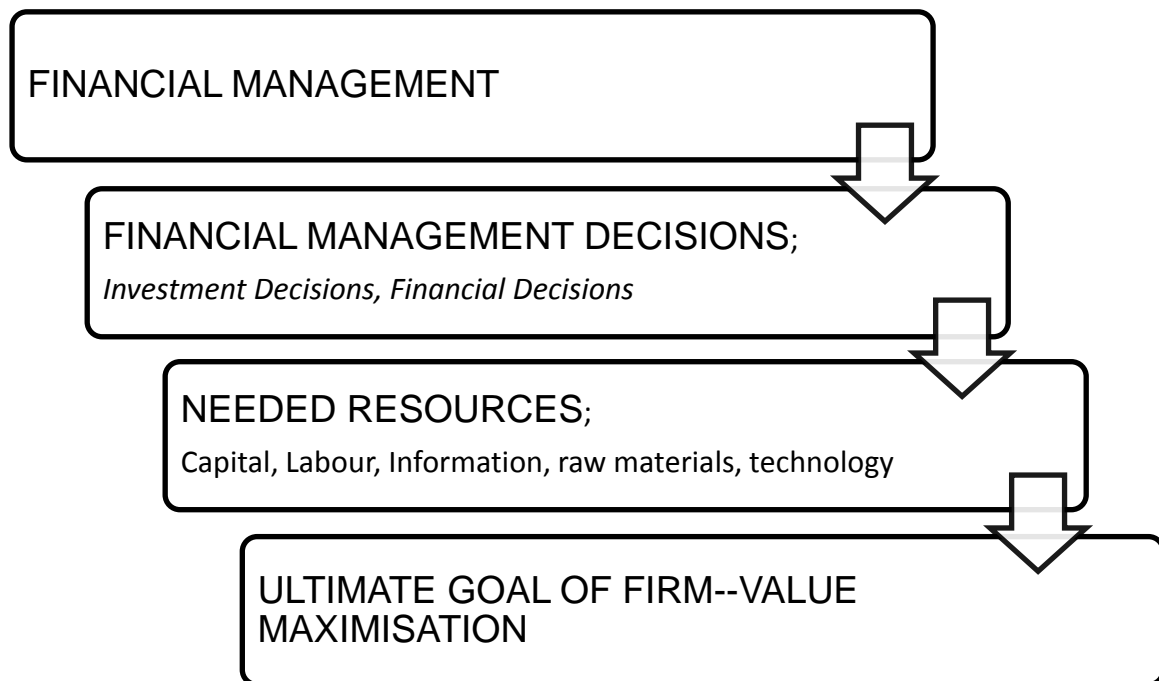 FINANCIAL MANAGEMENT
FINANCIAL MANAGEMENT DECISIONS;
Investment Decisions, Financial Decisions
NEEDED RESOURCES;
Capital, Labour, Information, raw materials, technology
ULTIMATE GOAL OF FIRM--VALUE
MAXIMISATION